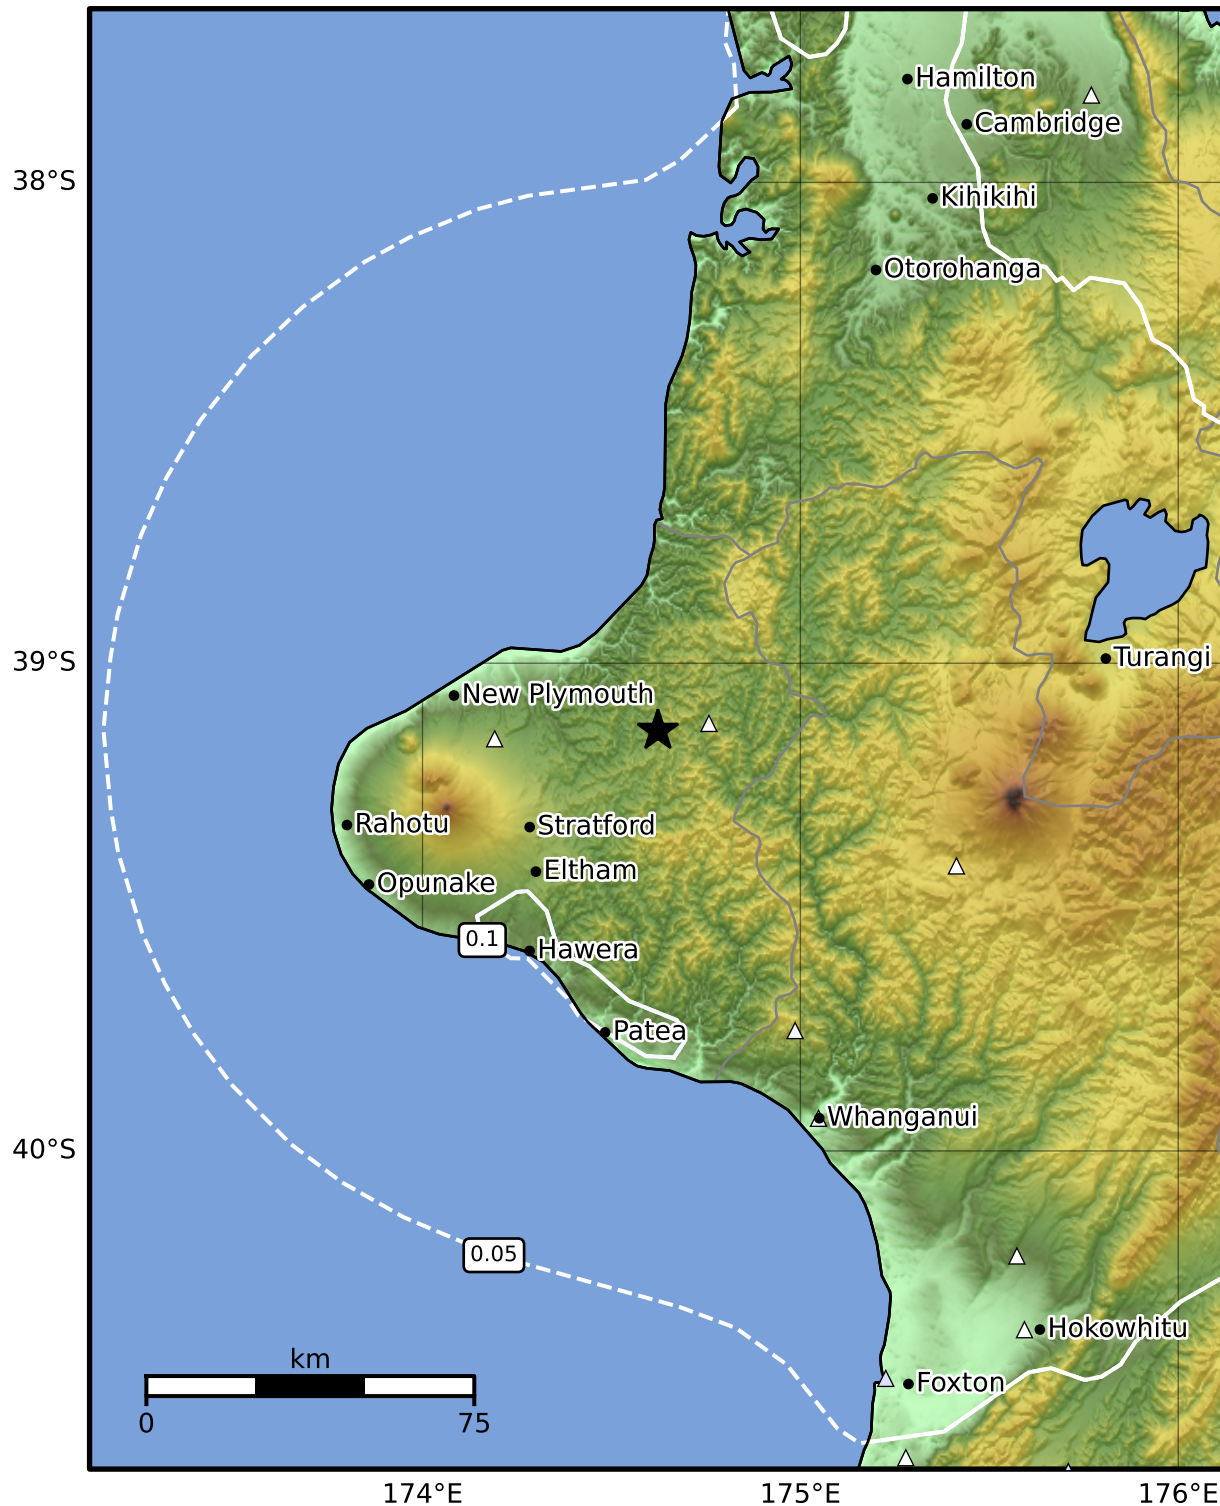 Hamilton
Cambridge
38°S
Kihikihi
Otorohanga
39°S
Turangi
New Plymouth
Rahotu
Stratford
Eltham
Opunake
0.1
Hawera
Patea
Whanganui
40°S
0.05
Hokowhitu
km
Foxton
0 75
174°E 175°E 176°E